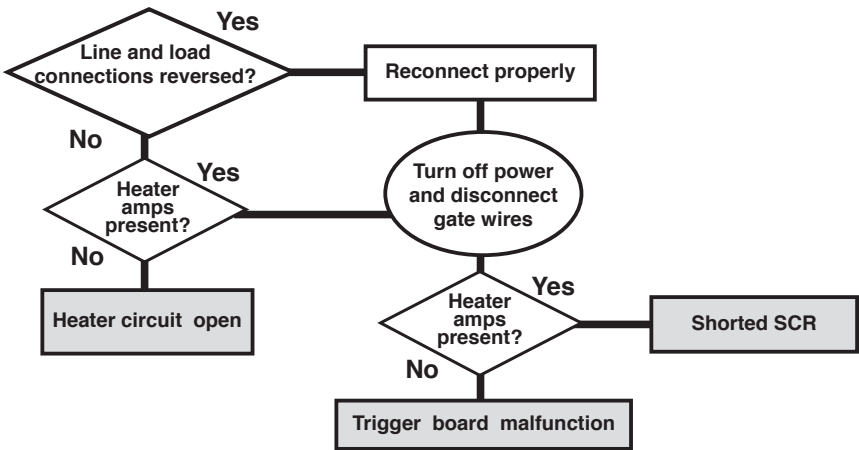 Yes
Line and load
connections reversed?
Reconnect properly
No
Yes
Heater
amps
present?
Turn off power
and disconnect
gate wires
No
Heater circuit open
Yes
Heater
amps
present?
Shorted SCR
No
Trigger board malfunction